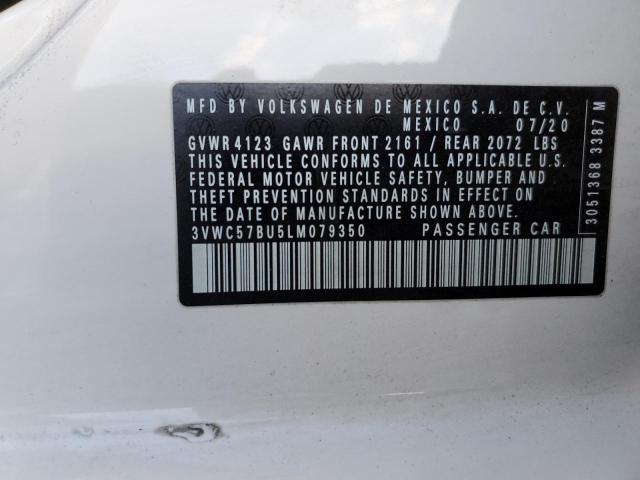 MFD BY VOLKSWAGEN DE MEXICO S.A. DE C.V.
MEXICO 07/20
GVWR 4123 GAWR FRONT 2161 / REAR 2072 LBS
THIS VEHICLE CONFORMS TO ALL APPLICABLE U.S.
FEDERAL MOTOR VEHICLE SAFETY, BUMPER AND
THEFT PREVENTION STANDARDS IN EFFECT ON
THE DATE OF MANUFACTURE SHOWN ABOVE.
3VWC57BU5LM079350 PASSENGER CAR
3051368 3387 M